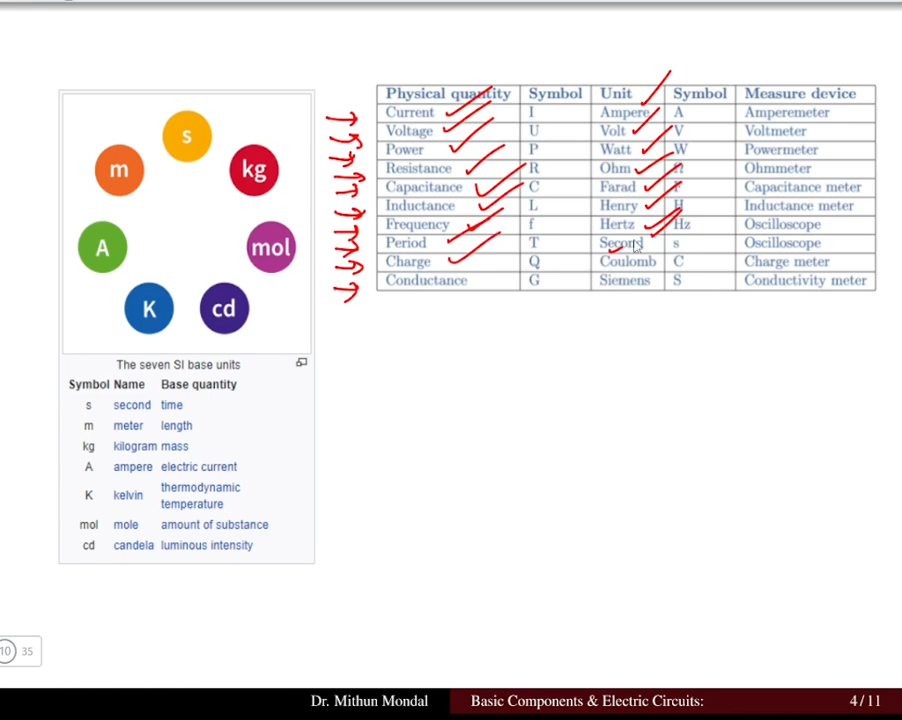 s
m
kg
A
mol
K
cd
The seven SI base units
Symbol Name Base quantity
s second time
m meter length
kg kilogram mass
A ampere electric current
K kelvin thermodynamic temperature
mol mole amount of substance
cd candela luminous intensity
Physical quantity Symbol Unit Symbol Measure device
Current I Ampere A Amperemeter
Voltage U Volt V Voltmeter
Power P Watt W Powermeter
Resistance R Ohm Ω Ohmmeter
Capacitance C Farad F Capacitance meter
Inductance L Henry H Inductance meter
Frequency f Hertz Hz Oscilloscope
Period T Second s Oscilloscope
Charge Q Coulomb C Charge meter
Conductance G Siemens S Conductivity meter
10 35
Dr. Mithun Mondal Basic Components & Electric Circuits: 4 / 11